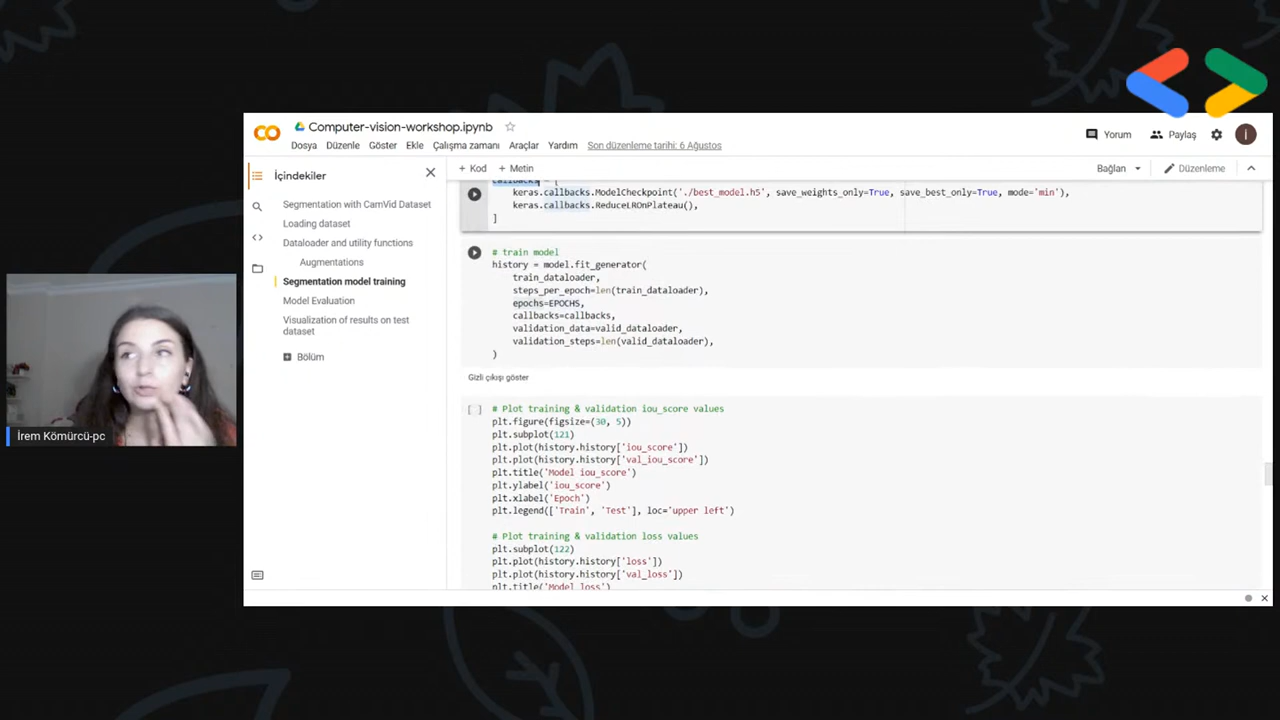 Computer-vision-workshop.ipynb
Dosya Düzenle Göster Ekle Çalışma zamanı Araçlar Yardım Son düzenleme tarihi: 6 Ağustos
Yorum Paylaş İ
İçindekiler
+ Kod + Metin
Bağlan Düzenleme
Segmentation with CamVid Dataset
Loading dataset
Dataloader and utility functions
Augmentations
Segmentation model training
Model Evaluation
Visualization of results on test
dataset
Bölüm
callbacks = [
keras.callbacks.ModelCheckpoint('./best_model.h5', save_weights_only=True, save_best_only=True, mode='min'),
keras.callbacks.ReduceLROnPlateau(),
]
# train model
history = model.fit_generator(
train_dataloader,
steps_per_epoch=len(train_dataloader),
epochs=EPOCHS,
callbacks=callbacks,
validation_data=valid_dataloader,
validation_steps=len(valid_dataloader),
)
Gizli çıkışı göster
[ ]
# Plot training & validation iou_score values
plt.figure(figsize=(30, 5))
plt.subplot(121)
plt.plot(history.history['iou_score'])
plt.plot(history.history['val_iou_score'])
plt.title('Model iou_score')
plt.ylabel('iou_score')
plt.xlabel('Epoch')
plt.legend(['Train', 'Test'], loc='upper left')
# Plot training & validation loss values
plt.subplot(122)
plt.plot(history.history['loss'])
plt.plot(history.history['val_loss'])
plt.title('Model loss')
İrem Kömürcü-pc